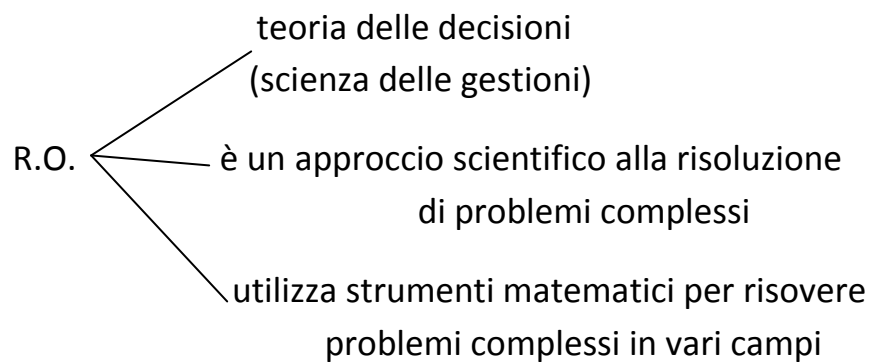 teoria delle decisioni
(scienza delle gestioni)
R.O.
è un approccio scientifico alla risoluzione
di problemi complessi
utilizza strumenti matematici per risovere
problemi complessi in vari campi